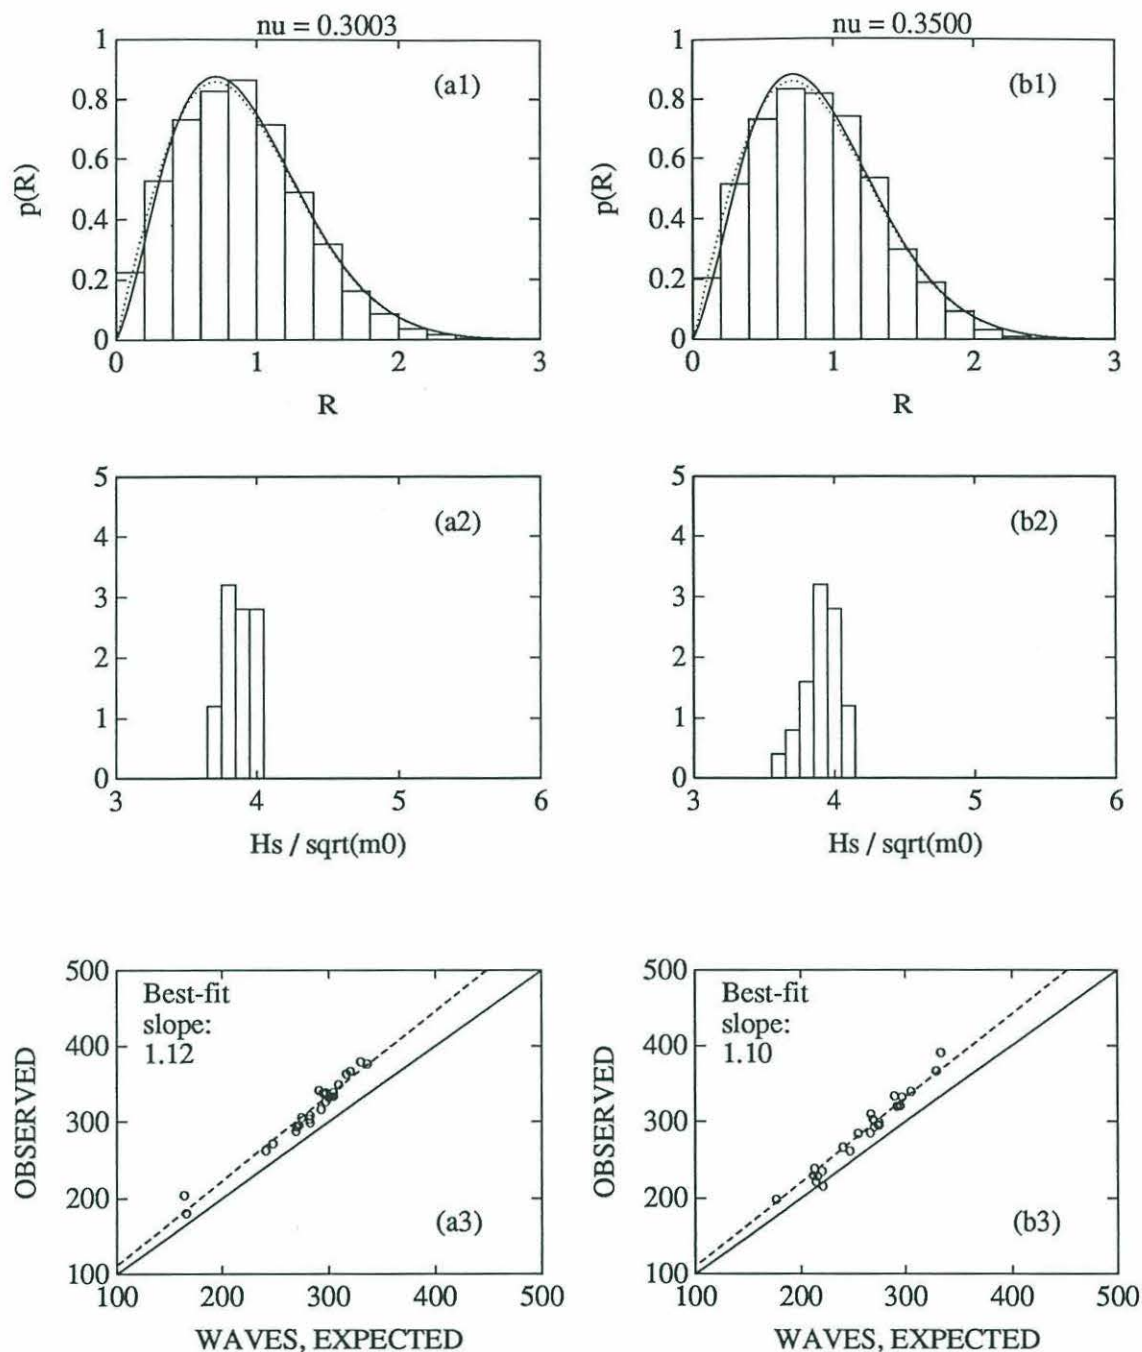 nu = 0.3003
1
0.8
0.6
0.4
0.2
0
p(R)
(a1)
0 1 2 3
R
nu = 0.3500
1
0.8
0.6
0.4
0.2
0
p(R)
(b1)
0 1 2 3
R
5
4
3
2
1
0
(a2)
3 4 5 6
Hs / sqrt(m0)
5
4
3
2
1
0
(b2)
3 4 5 6
Hs / sqrt(m0)
500
400
300
200
100
OBSERVED
Best-fit
slope:
1.12
(a3)
100 200 300 400 500
WAVES, EXPECTED
500
400
300
200
100
OBSERVED
Best-fit
slope:
1.10
(b3)
100 200 300 400 500
WAVES, EXPECTED